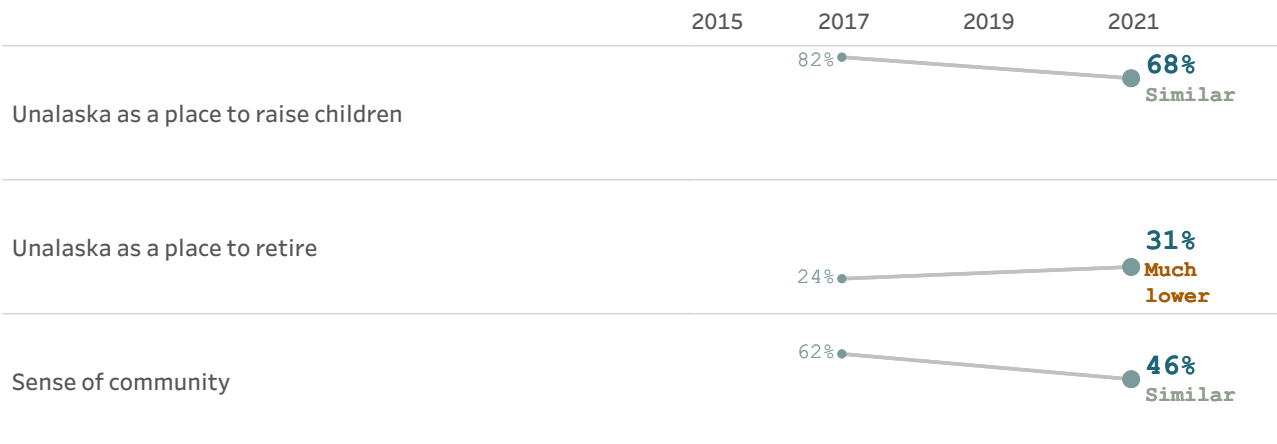 2015 2017 2019 2021
82% 68%
Similar
Unalaska as a place to raise children
Unalaska as a place to retire
31%
24% Much
lower
62% 46%
Sense of community
Similar